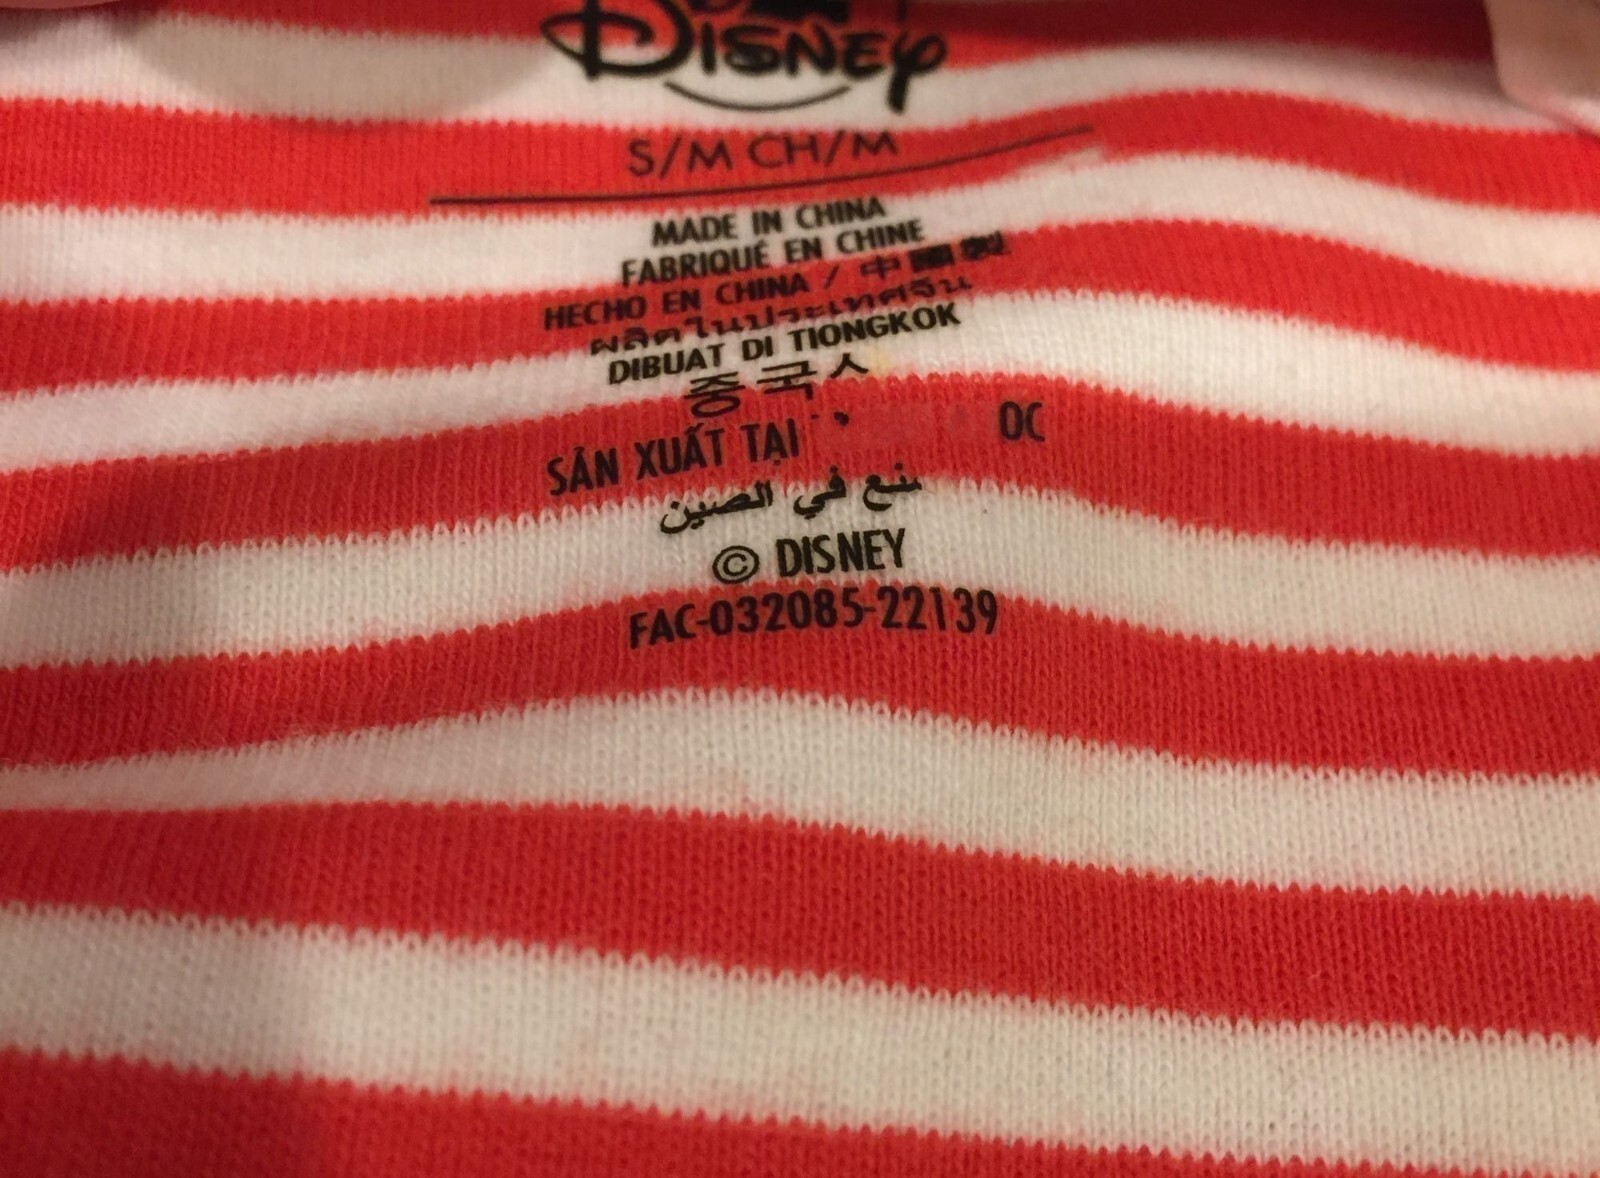 DISNEY
S/M CH/M
MADE IN CHINA
FABRIQUÉ EN CHINE
HECHO EN CHINA / 中國製
ผลิตในประเทศจีน
DIBUAT DI TIONGKOK
중국
SẢN XUẤT TẠI
في الصين
© DISNEY
FAC-032085-22139